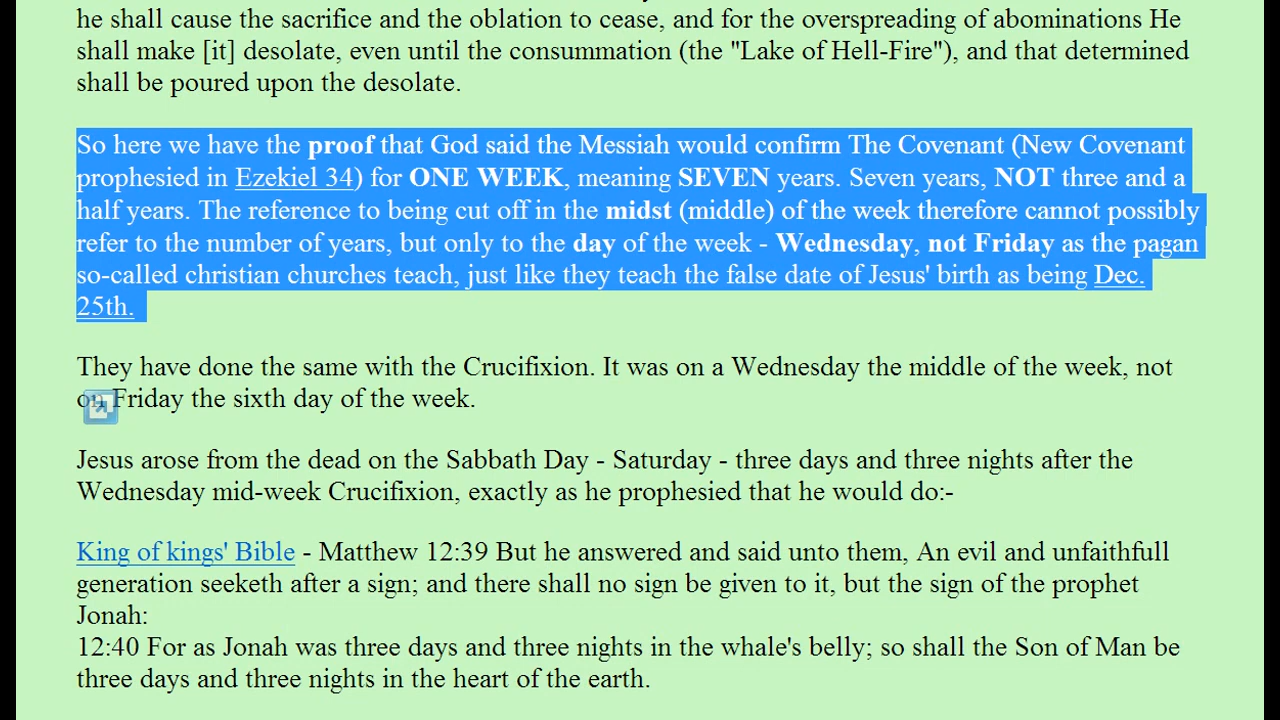 he shall cause the sacrifice and the oblation to cease, and for the overspreading of abominations He
shall make [it] desolate, even until the consummation (the "Lake of Hell-Fire"), and that determined
shall be poured upon the desolate.
So here we have the proof that God said the Messiah would confirm The Covenant (New Covenant
prophesied in Ezekiel 34) for ONE WEEK, meaning SEVEN years. Seven years, NOT three and a
half years. The reference to being cut off in the midst (middle) of the week therefore cannot possibly
refer to the number of years, but only to the day of the week - Wednesday, not Friday as the pagan
so-called christian churches teach, just like they teach the false date of Jesus' birth as being Dec.
25th.
They have done the same with the Crucifixion. It was on a Wednesday the middle of the week, not
on Friday the sixth day of the week.
Jesus arose from the dead on the Sabbath Day - Saturday - three days and three nights after the
Wednesday mid-week Crucifixion, exactly as he prophesied that he would do:-
King of kings' Bible - Matthew 12:39 But he answered and said unto them, An evil and unfaithfull
generation seeketh after a sign; and there shall no sign be given to it, but the sign of the prophet
Jonah:
12:40 For as Jonah was three days and three nights in the whale's belly; so shall the Son of Man be
three days and three nights in the heart of the earth.